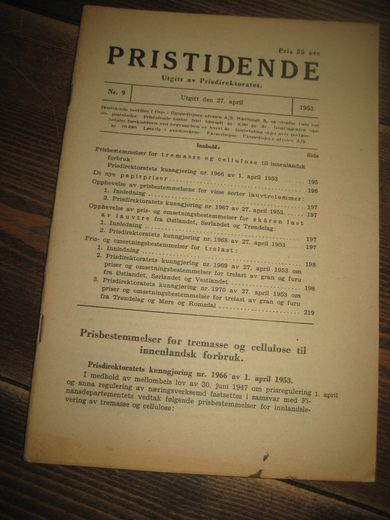 Pris 25 øre
PRISTIDENDE
Utgitt av Prisdirektoratet.
Nr. 9
Utgitt den 27. april
1953
Innhold:
Side
Prisbestemmelser for tremasse og cellulose til innenlandsk
forbruk:
Prisdirektoratets kunngjøring nr. 1966 av 1. april 1953 195
De nye papirpriser 196
Opphevelse av prisbestemmelsene for visse sorter lauvtretømmer:
1. Innledning 197
2. Prisdirektoratets kunngjøring nr. 1967 av 27. april 1953 197
Opphevelse av pris- og omsetningsbestemmelser for skåren last
av lauvtre fra Østlandet, Sørlandet og Trøndelag:
1. Innledning 197
2. Prisdirektoratets kunngjøring nr. 1968 av 27. april 1953 197
Pris- og omsetningsbestemmelser for trelast:
1. Innledning 198
2. Prisdirektoratets kunngjøring nr. 1969 av 27. april 1953 om
priser og omsetningsbestemmelser for trelast av gran og furu
fra Østlandet, Sørlandet og Vestlandet 198
3. Prisdirektoratets kunngjøring nr. 1970 av 27. april 1953 om
priser og omsetningsbestemmelser for trelast av gran og furu
fra Trøndelag og Møre og Romsdal 219
Prisbestemmelser for tremasse og cellulose til
innenlandsk forbruk.
Prisdirektoratets kunngjøring nr. 1966 av 1. april 1953.
I medhold av mellombels lov av 30. juni 1947 om prisregulering
og anna regulering av næringsverksemd fastsettes i samsvar med Fi-
nansdepartementets vedtak følgende prisbestemmelser for innlandsle-
vering av tremasse og cellulose:
1. april